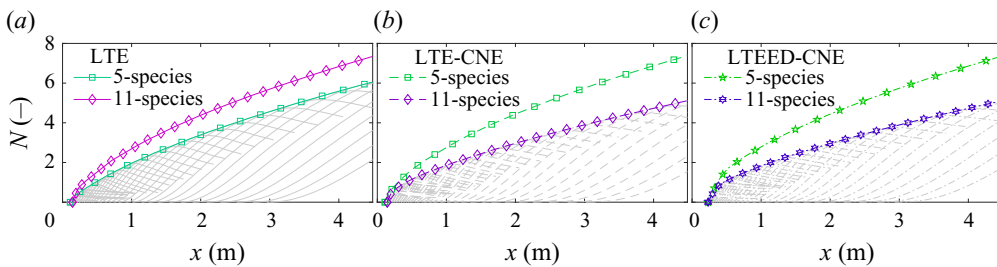 (a) (b) (c)
LTE LTE-CNE LTEED-CNE
5-species 5-species 5-species
11-species 11-species 11-species
N (–)
8
6
4
2
0 1 2 3 4 0 1 2 3 4 0 1 2 3 4
x (m) x (m) x (m)